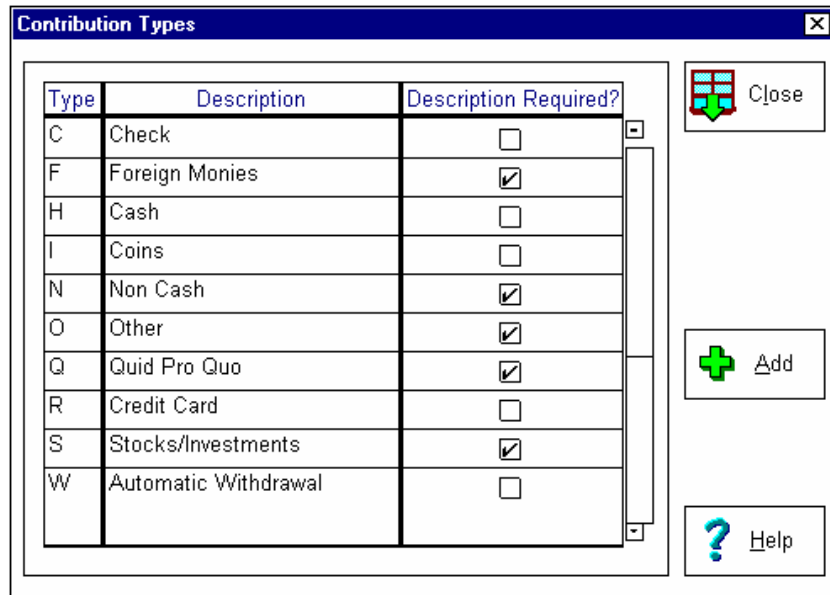 Contribution Types
Type Description Description Required?
C Check
F Foreign Monies
H Cash
I Coins
N Non Cash
O Other
Q Quid Pro Quo
R Credit Card
S Stocks/Investments
W Automatic Withdrawal
Close
Add
Help